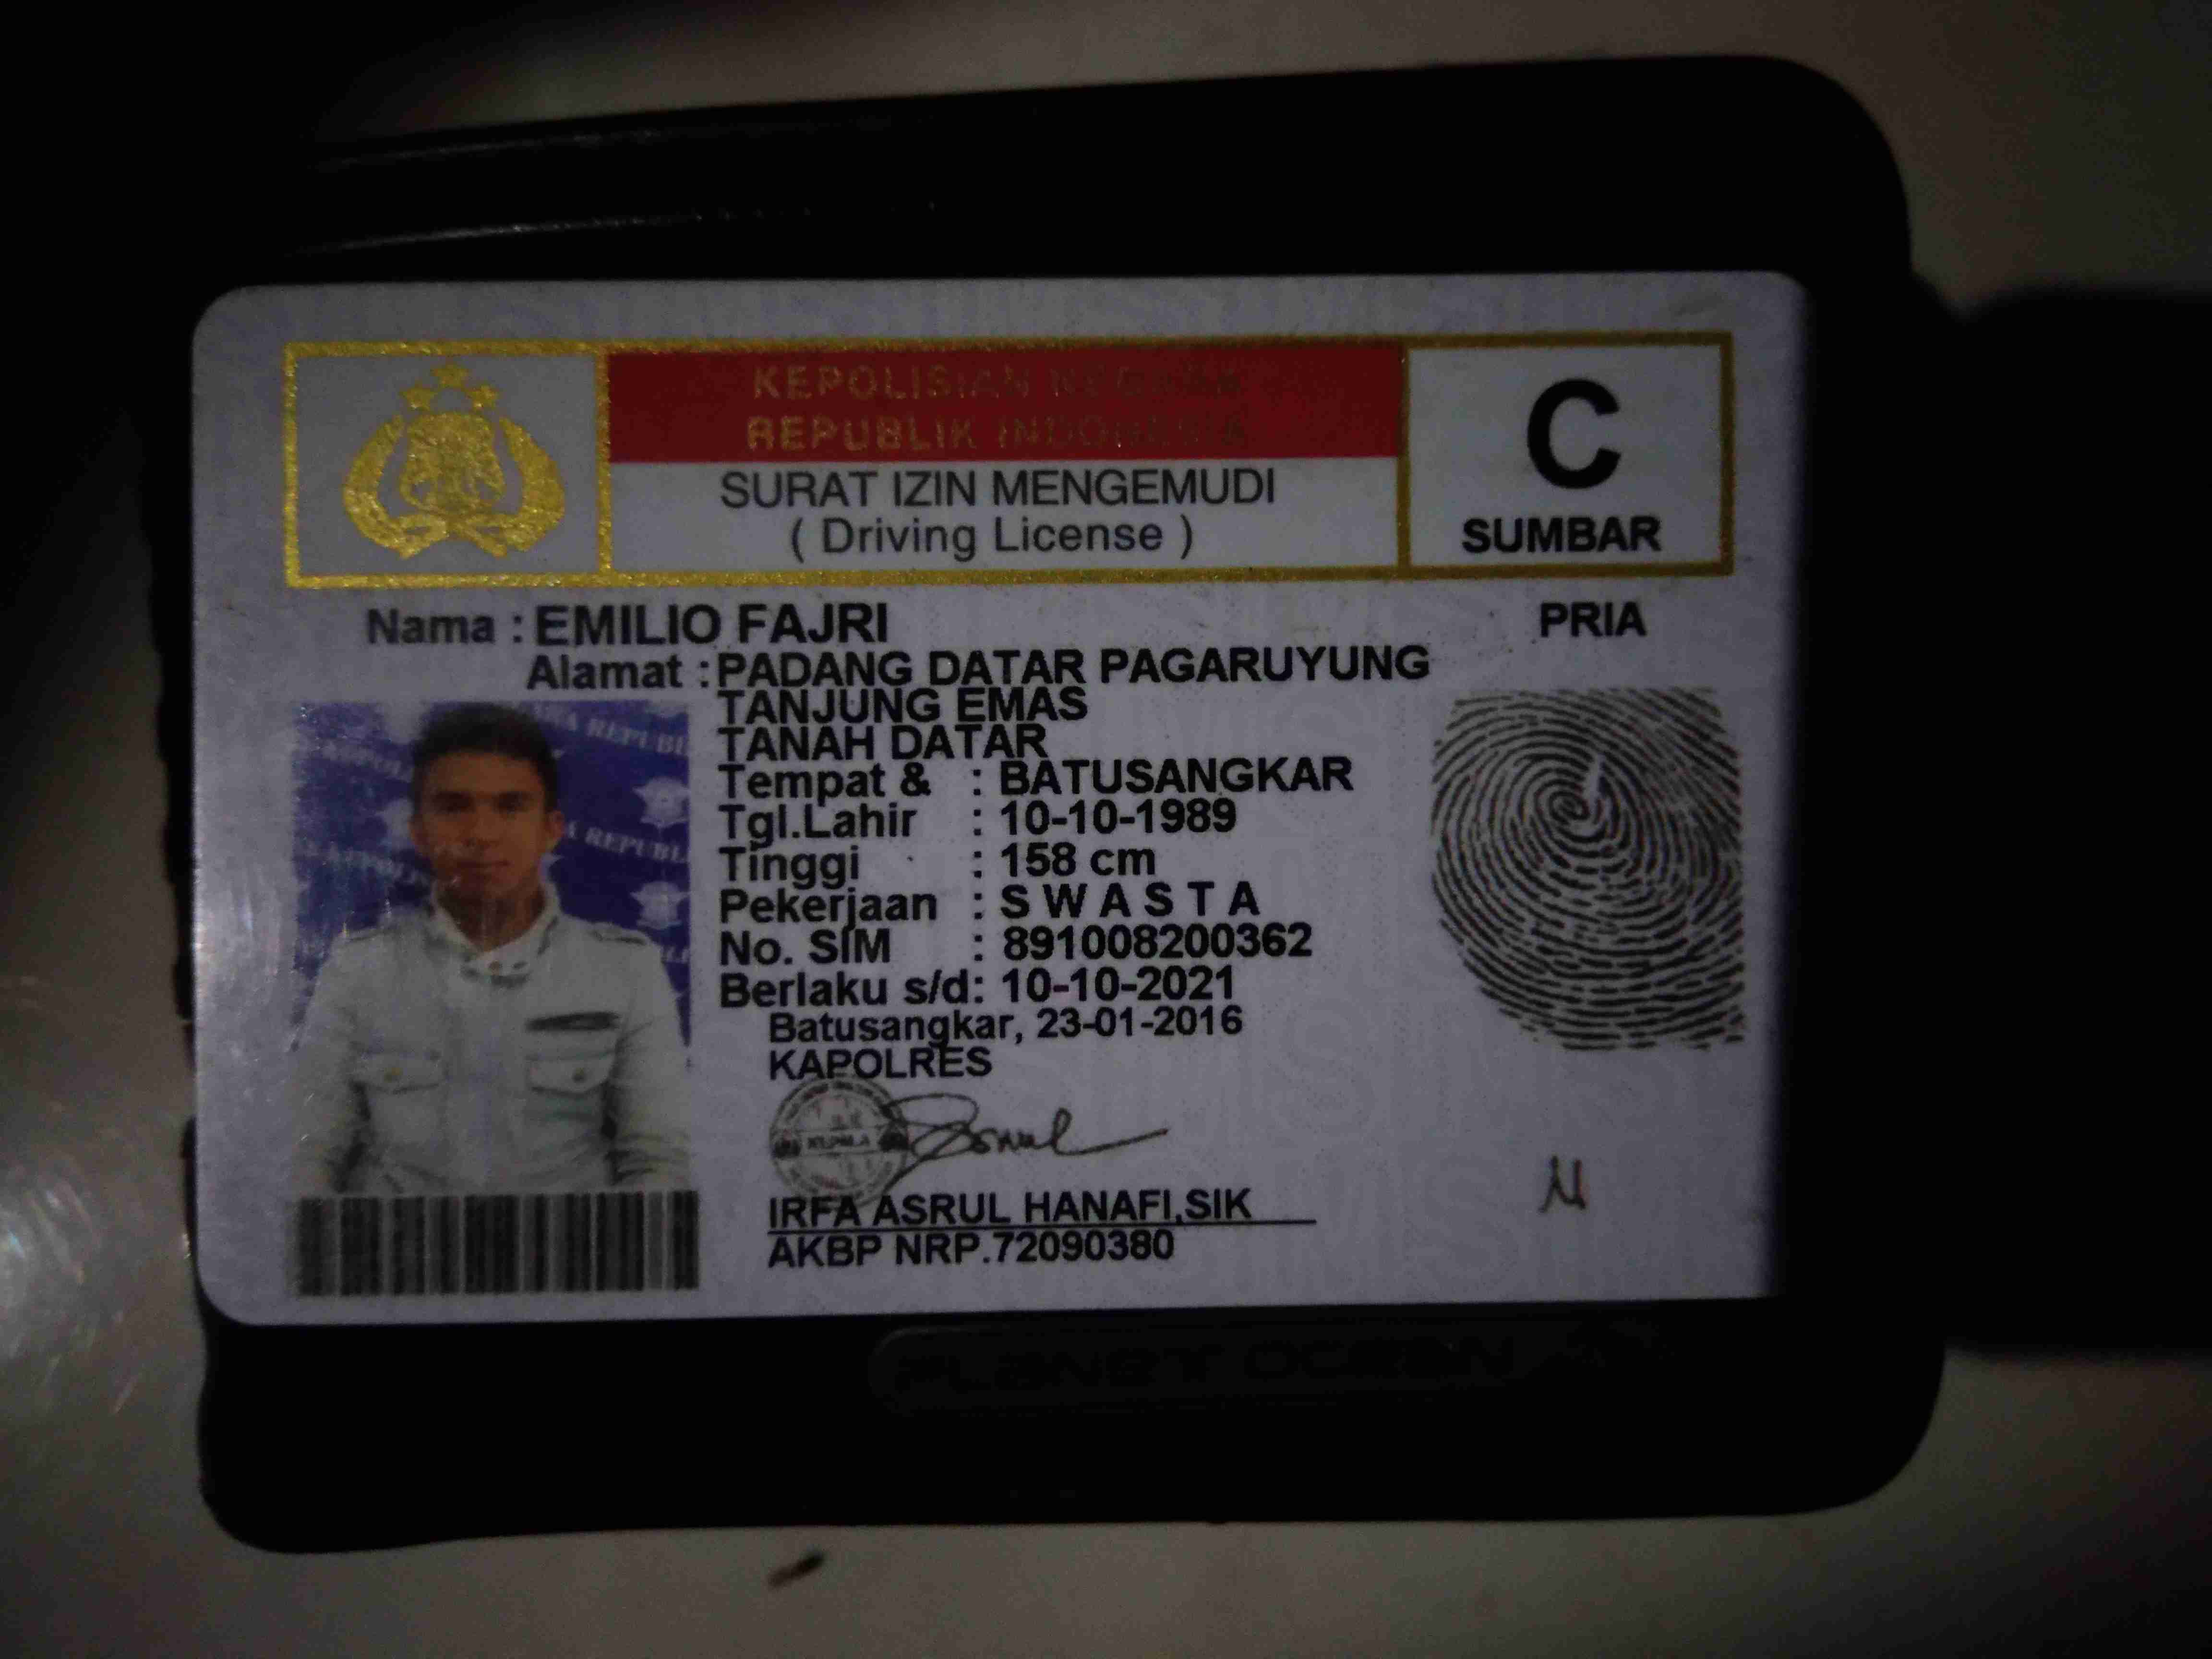 KEPOLISIAN NEGARA
REPUBLIK INDONESIA
SURAT IZIN MENGEMUDI
( Driving License )
C
SUMBAR
Nama : EMILIO FAJRI
PRIA
Alamat : PADANG DATAR PAGARUYUNG
TANJUNG EMAS
TANAH DATAR
Tempat & : BATUSANGKAR
Tgl.Lahir : 10-10-1989
Tinggi : 158 cm
Pekerjaan : S W A S T A
No. SIM : 891008200362
Berlaku s/d: 10-10-2021
Batusangkar, 23-01-2016
KAPOLRES
IRFA ASRUL HANAFI,SIK
AKBP NRP.72090380
PLANET OCEAN